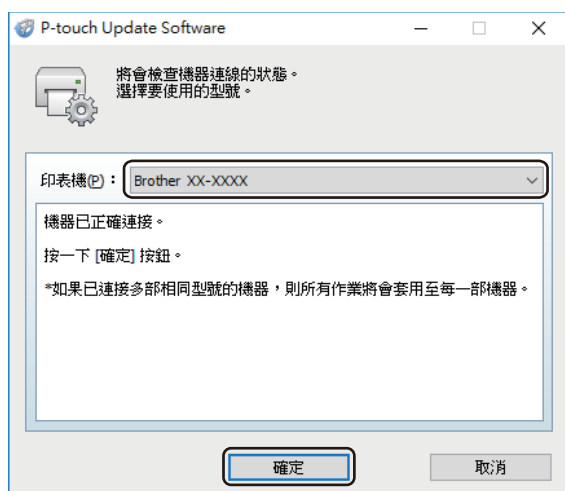 P-touch Update Software
將會檢查機器連線的狀態。
選擇要使用的型號。
印表機(P)：
Brother XX-XXXX
機器已正確連接。
按一下 [確定] 按鈕。
*如果已連接多部相同型號的機器，則所有作業將會套用至每一部機器。
確定
取消